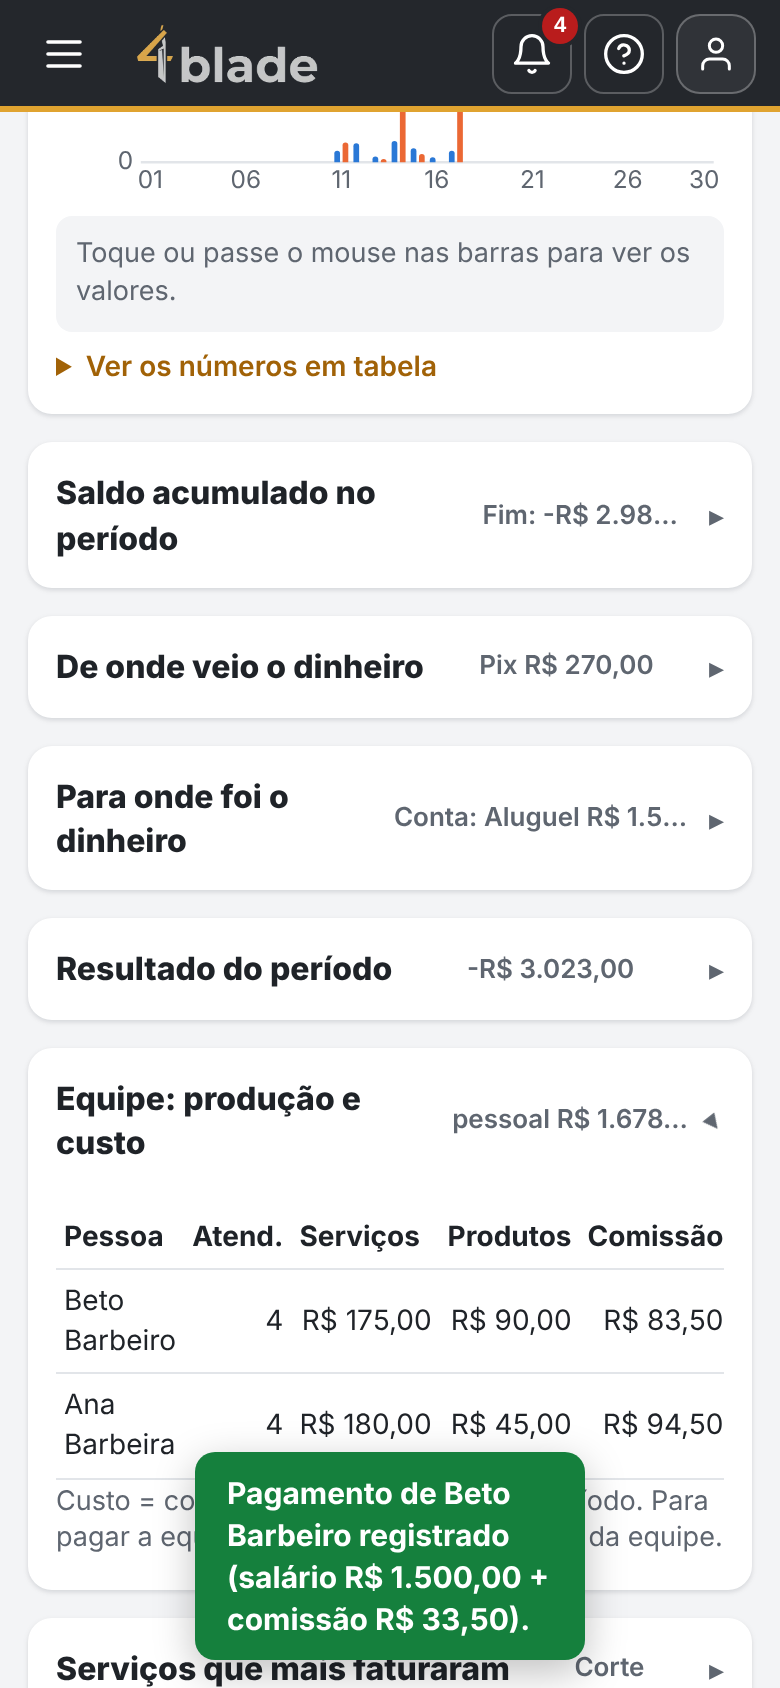 4blade
4
0
01 06 11 16 21 26 30
Toque ou passe o mouse nas barras para ver os
valores.
Ver os números em tabela
Saldo acumulado no
período
Fim: -R$ 2.98...
De onde veio o dinheiro
Pix R$ 270,00
Para onde foi o
dinheiro
Conta: Aluguel R$ 1.5...
Resultado do período
-R$ 3.023,00
Equipe: produção e
custo
pessoal R$ 1.678...
Pessoa Atend. Serviços Produtos Comissão
Beto
Barbeiro
4 R$ 175,00 R$ 90,00 R$ 83,50
Ana
Barbeira
4 R$ 180,00 R$ 45,00 R$ 94,50
Custo = Para
pagar a da equipe.
Pagamento de Beto
Barbeiro registrado
(salário R$ 1.500,00 +
comissão R$ 33,50).
Serviços que mais faturaram
Corte